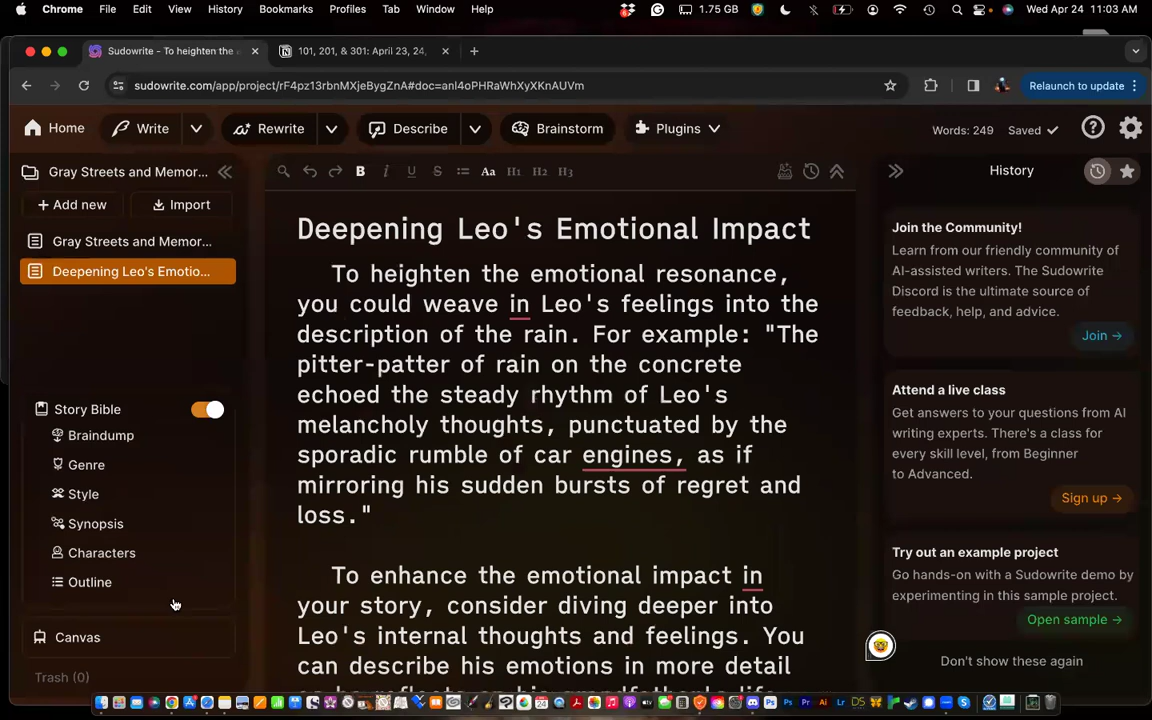 Chrome File Edit View History Bookmarks Profiles Tab Window Help 1.75 GB Wed Apr 24 11:03 AM
Sudowrite - To heighten the e 101, 201, & 301: April 23, 24,
sudowrite.com/app/project/rF4pz13rbnMXjeBygZnA#doc=anl4oPHRaWhXyXKnAUVm Relaunch to update
Home Write Rewrite Describe Brainstorm Plugins Words: 249 Saved
Gray Streets and Memor...
+ Add new Import
Gray Streets and Memor...
Deepening Leo's Emotio...
Story Bible
Braindump
Genre
Style
Synopsis
Characters
Outline
Canvas
Trash (0)
B i U S Aa H1 H2 H3
Deepening Leo's Emotional Impact
To heighten the emotional resonance,
you could weave in Leo's feelings into the
description of the rain. For example: "The
pitter-patter of rain on the concrete
echoed the steady rhythm of Leo's
melancholy thoughts, punctuated by the
sporadic rumble of car engines, as if
mirroring his sudden bursts of regret and
loss."
To enhance the emotional impact in
your story, consider diving deeper into
Leo's internal thoughts and feelings. You
can describe his emotions in more detail
History
Join the Community!
Learn from our friendly community of
AI-assisted writers. The Sudowrite
Discord is the ultimate source of
feedback, help, and advice.
Join →
Attend a live class
Get answers to your questions from AI
writing experts. There's a class for
every skill level, from Beginner
to Advanced.
Sign up →
Try out an example project
Go hands-on with a Sudowrite demo by
experimenting in this sample project.
Open sample →
Don't show these again